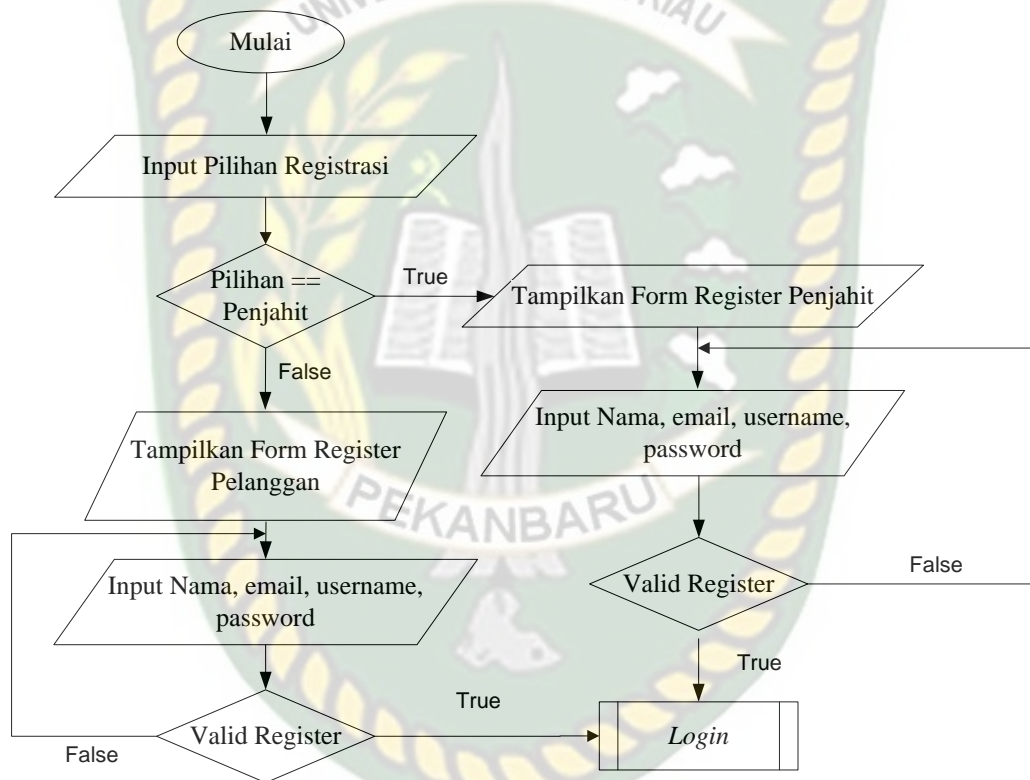 Mulai
Input Pilihan Registrasi
Pilihan ==
Penjahit
True
Tampilkan Form Register Penjahit
False
Input Nama, email, username,
password
Tampilkan Form Register
Pelanggan
PEKANBARU
Valid Register
False
Input Nama, email, username,
password
True
True
Valid Register
False
Login
RIAU